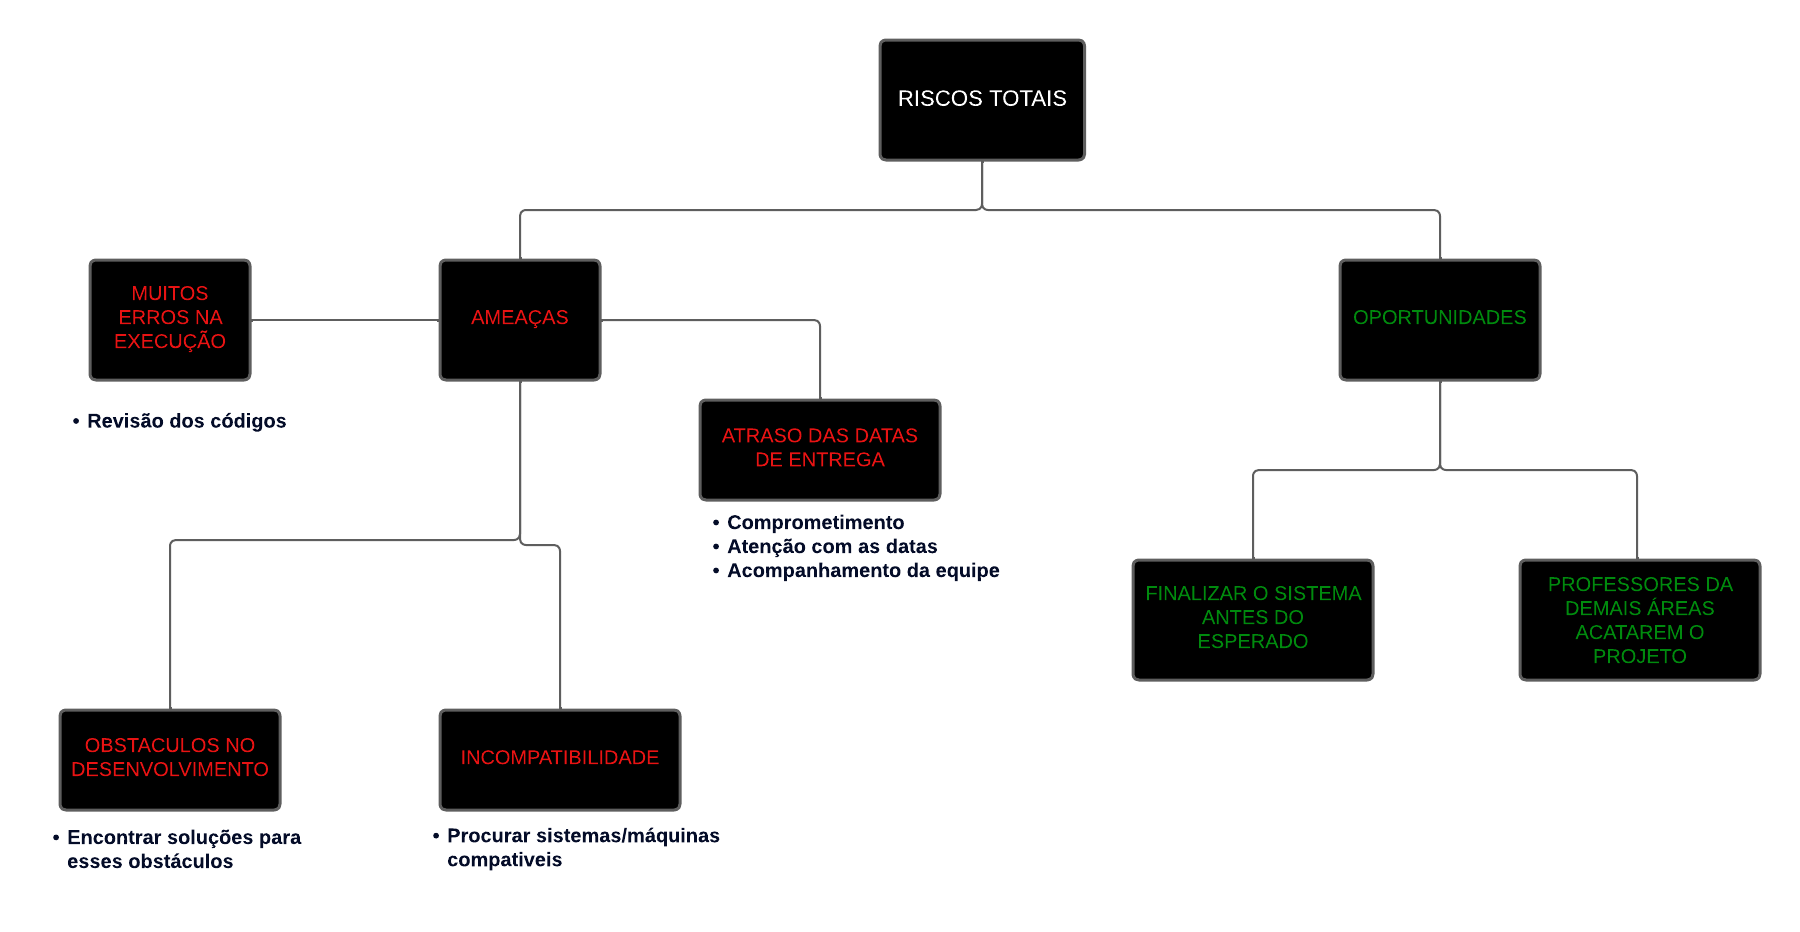 RISCOS TOTAIS
MUITOS
ERROS NA
EXECUÇÃO
AMEAÇAS
OPORTUNIDADES
• Revisão dos códigos
ATRASO DAS DATAS
DE ENTREGA
• Comprometimento
• Atenção com as datas
• Acompanhamento da equipe
FINALIZAR O SISTEMA
ANTES DO
ESPERADO
PROFESSORES DA
DEMAIS ÁREAS
ACATAREM O
PROJETO
OBSTACULOS NO
DESENVOLVIMENTO
• Encontrar soluções para
esses obstáculos
INCOMPATIBILIDADE
• Procurar sistemas/máquinas
compativeis